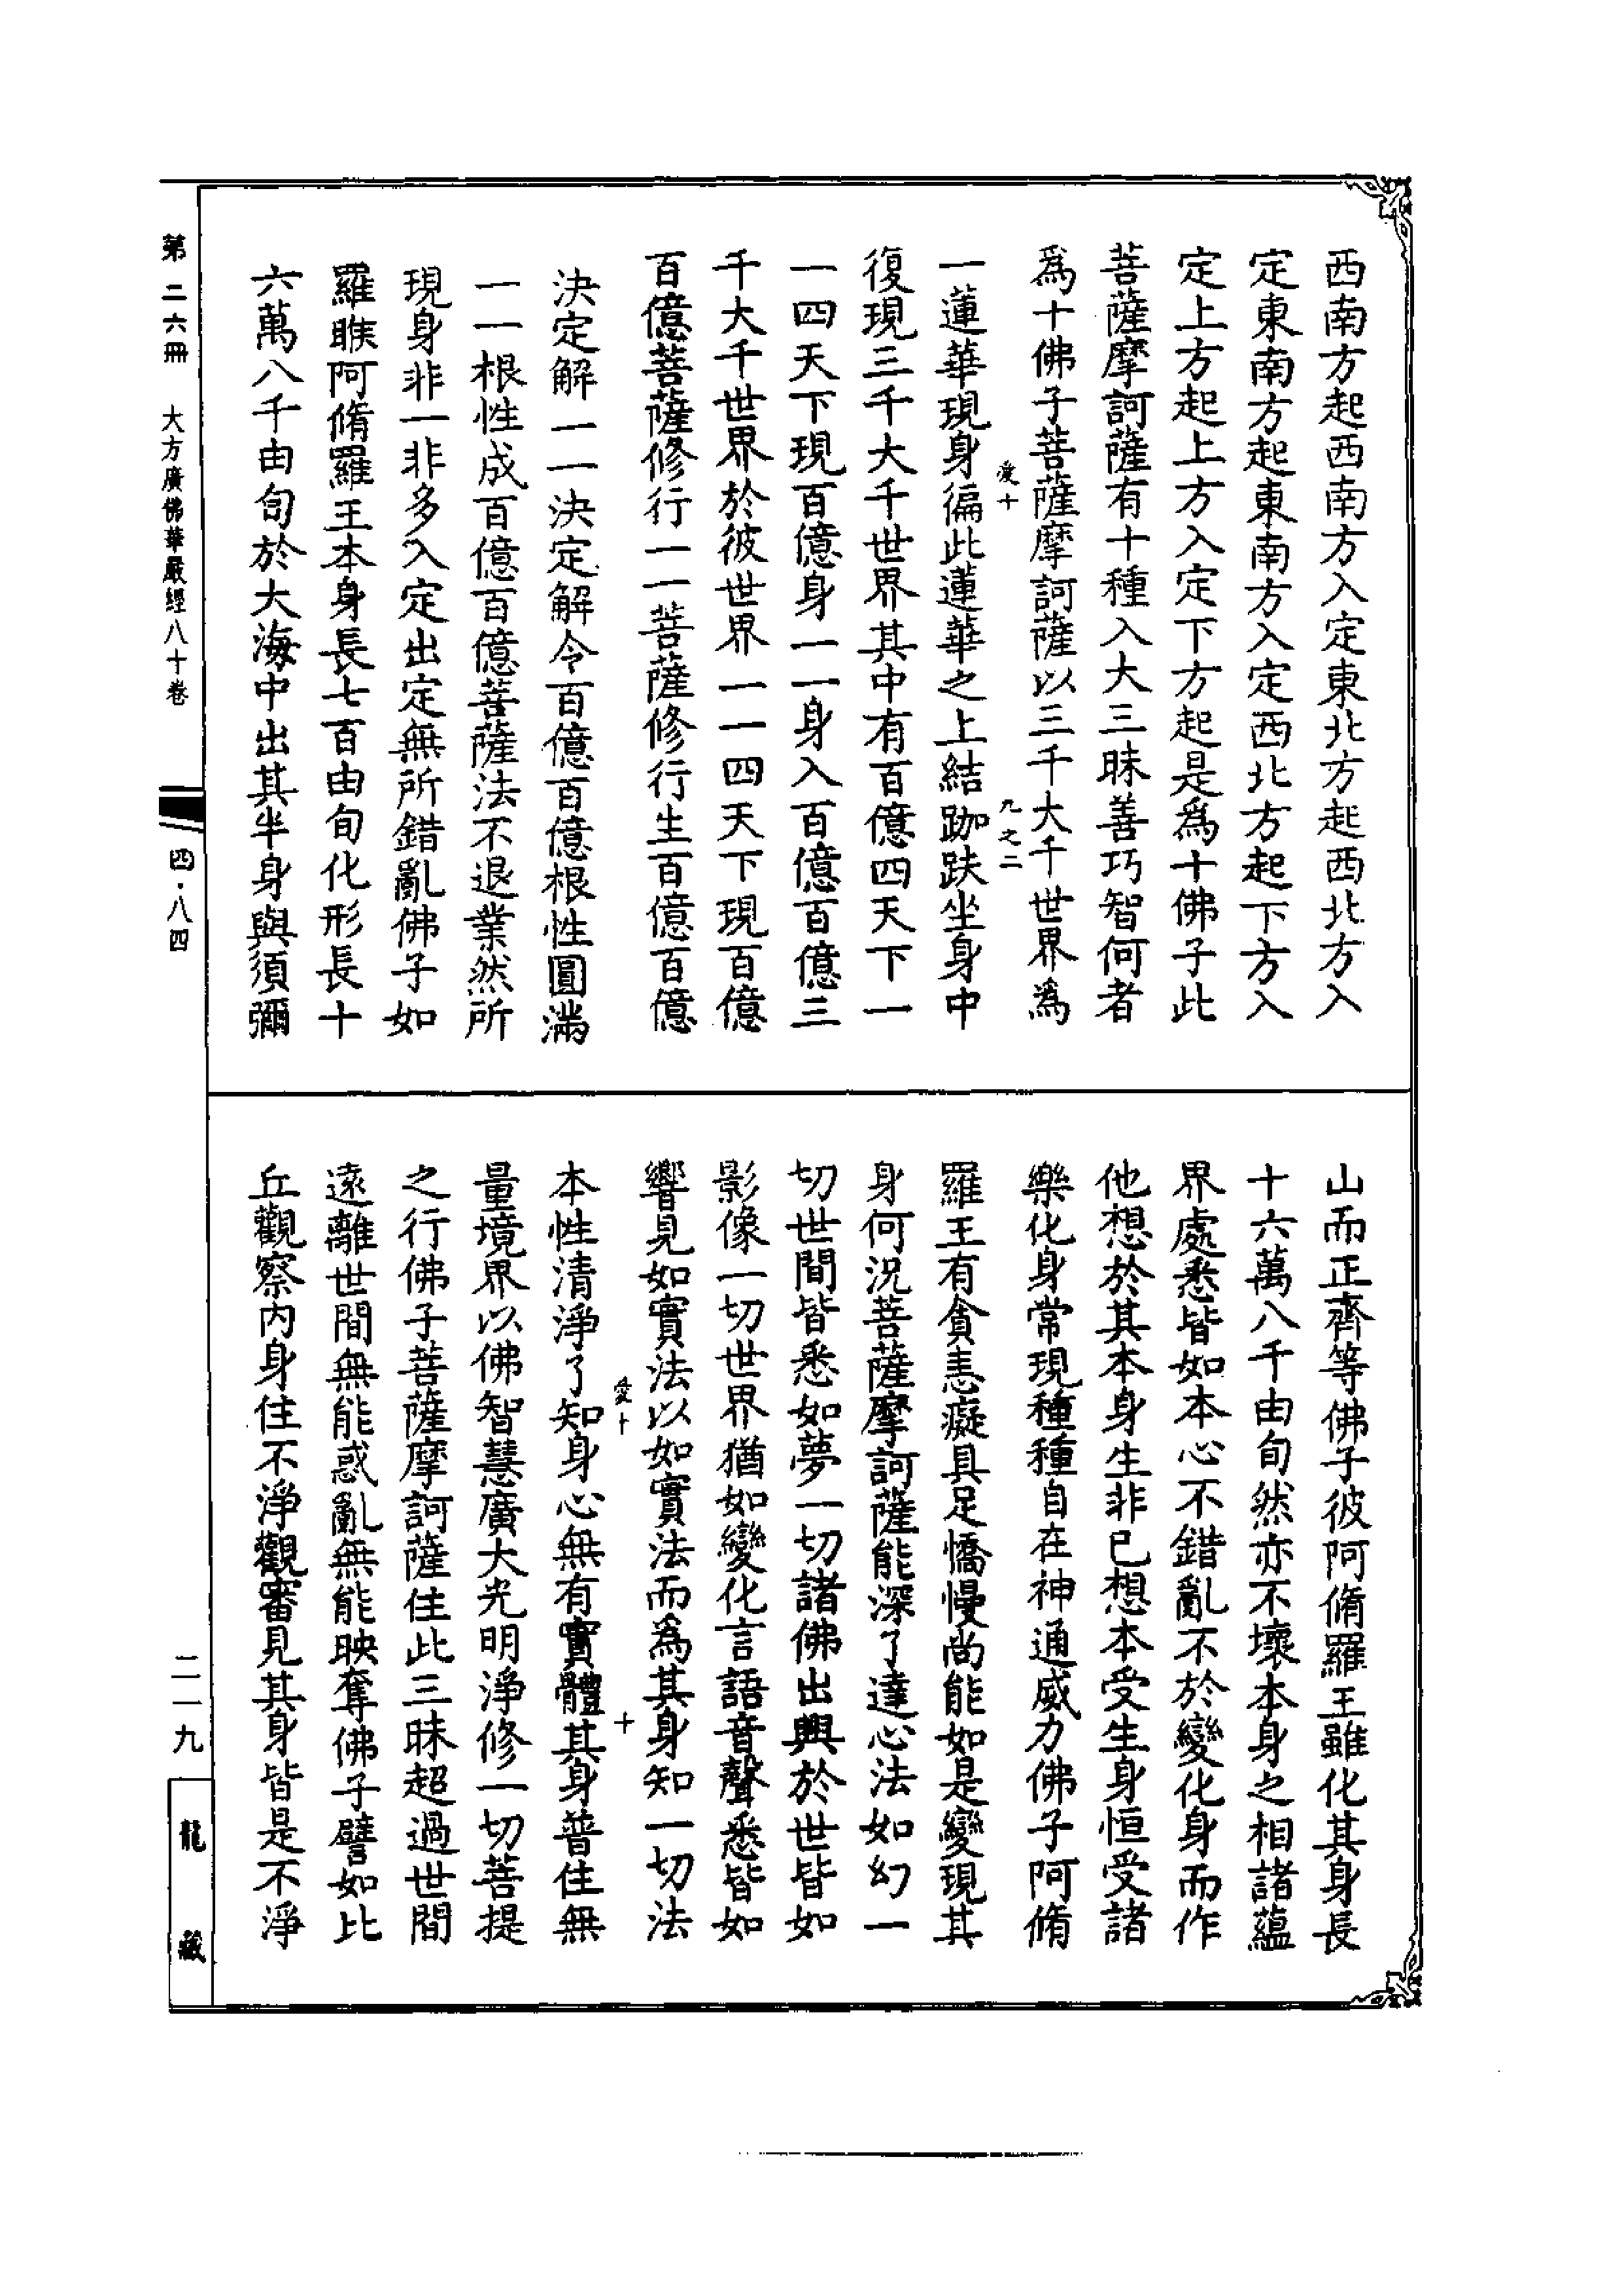 西南方起西南方入定東北方起西北方入
定東南方起東南方入定西北方起下方入
定上方起上方入定下方起是為十佛子此
菩薩摩訶薩有十種入大三昧善巧智何者
為十佛子菩薩摩訶薩以三千大千世界為
愛十
九之二
一蓮華現身徧此蓮華之上結跏趺坐身中
復現三千大千世界其中有百億四天下一
一四天下現百億身一一身入百億百億三
千大千世界於彼世界一一四天下現百億
百億菩薩修行一一菩薩修行生百億百億
決定解一一決定解令百億百億根性圓滿
一一根性成百億百億菩薩法不退業然所
現身非一非多入定出定無所錯亂佛子如
羅睺阿脩羅王本身長七百由旬化形長十
六萬八千由旬於大海中出其半身與須彌
山而正齊等佛子彼阿脩羅王雖化其身長
十六萬八千由旬然亦不壞本身之相諸蘊
界處悉皆如本心不錯亂不於變化身而作
他想於其本身生非已想本受生身恒受諸
樂化身常現種種自在神通威力佛子阿脩
羅王有貪恚癡具足憍慢尚能如是變現其
身何況菩薩摩訶薩能深了達心法如幻一
切世間皆悉如夢一切諸佛出興於世皆如
影像一切世界猶如變化言語音聲悉皆如
響見如實法以如實法而為其身知一切法
愛十
十
本性清淨了知身心無有實體其身普住無
量境界以佛智慧廣大光明淨修一切菩提
之行佛子菩薩摩訶薩住此三昧超過世間
遠離世間無能惑亂無能映奪佛子譬如比
丘觀察內身住不淨觀審見其身皆是不淨
第二六冊 大方廣佛華嚴經八十卷
四·八四
二一九
龍藏